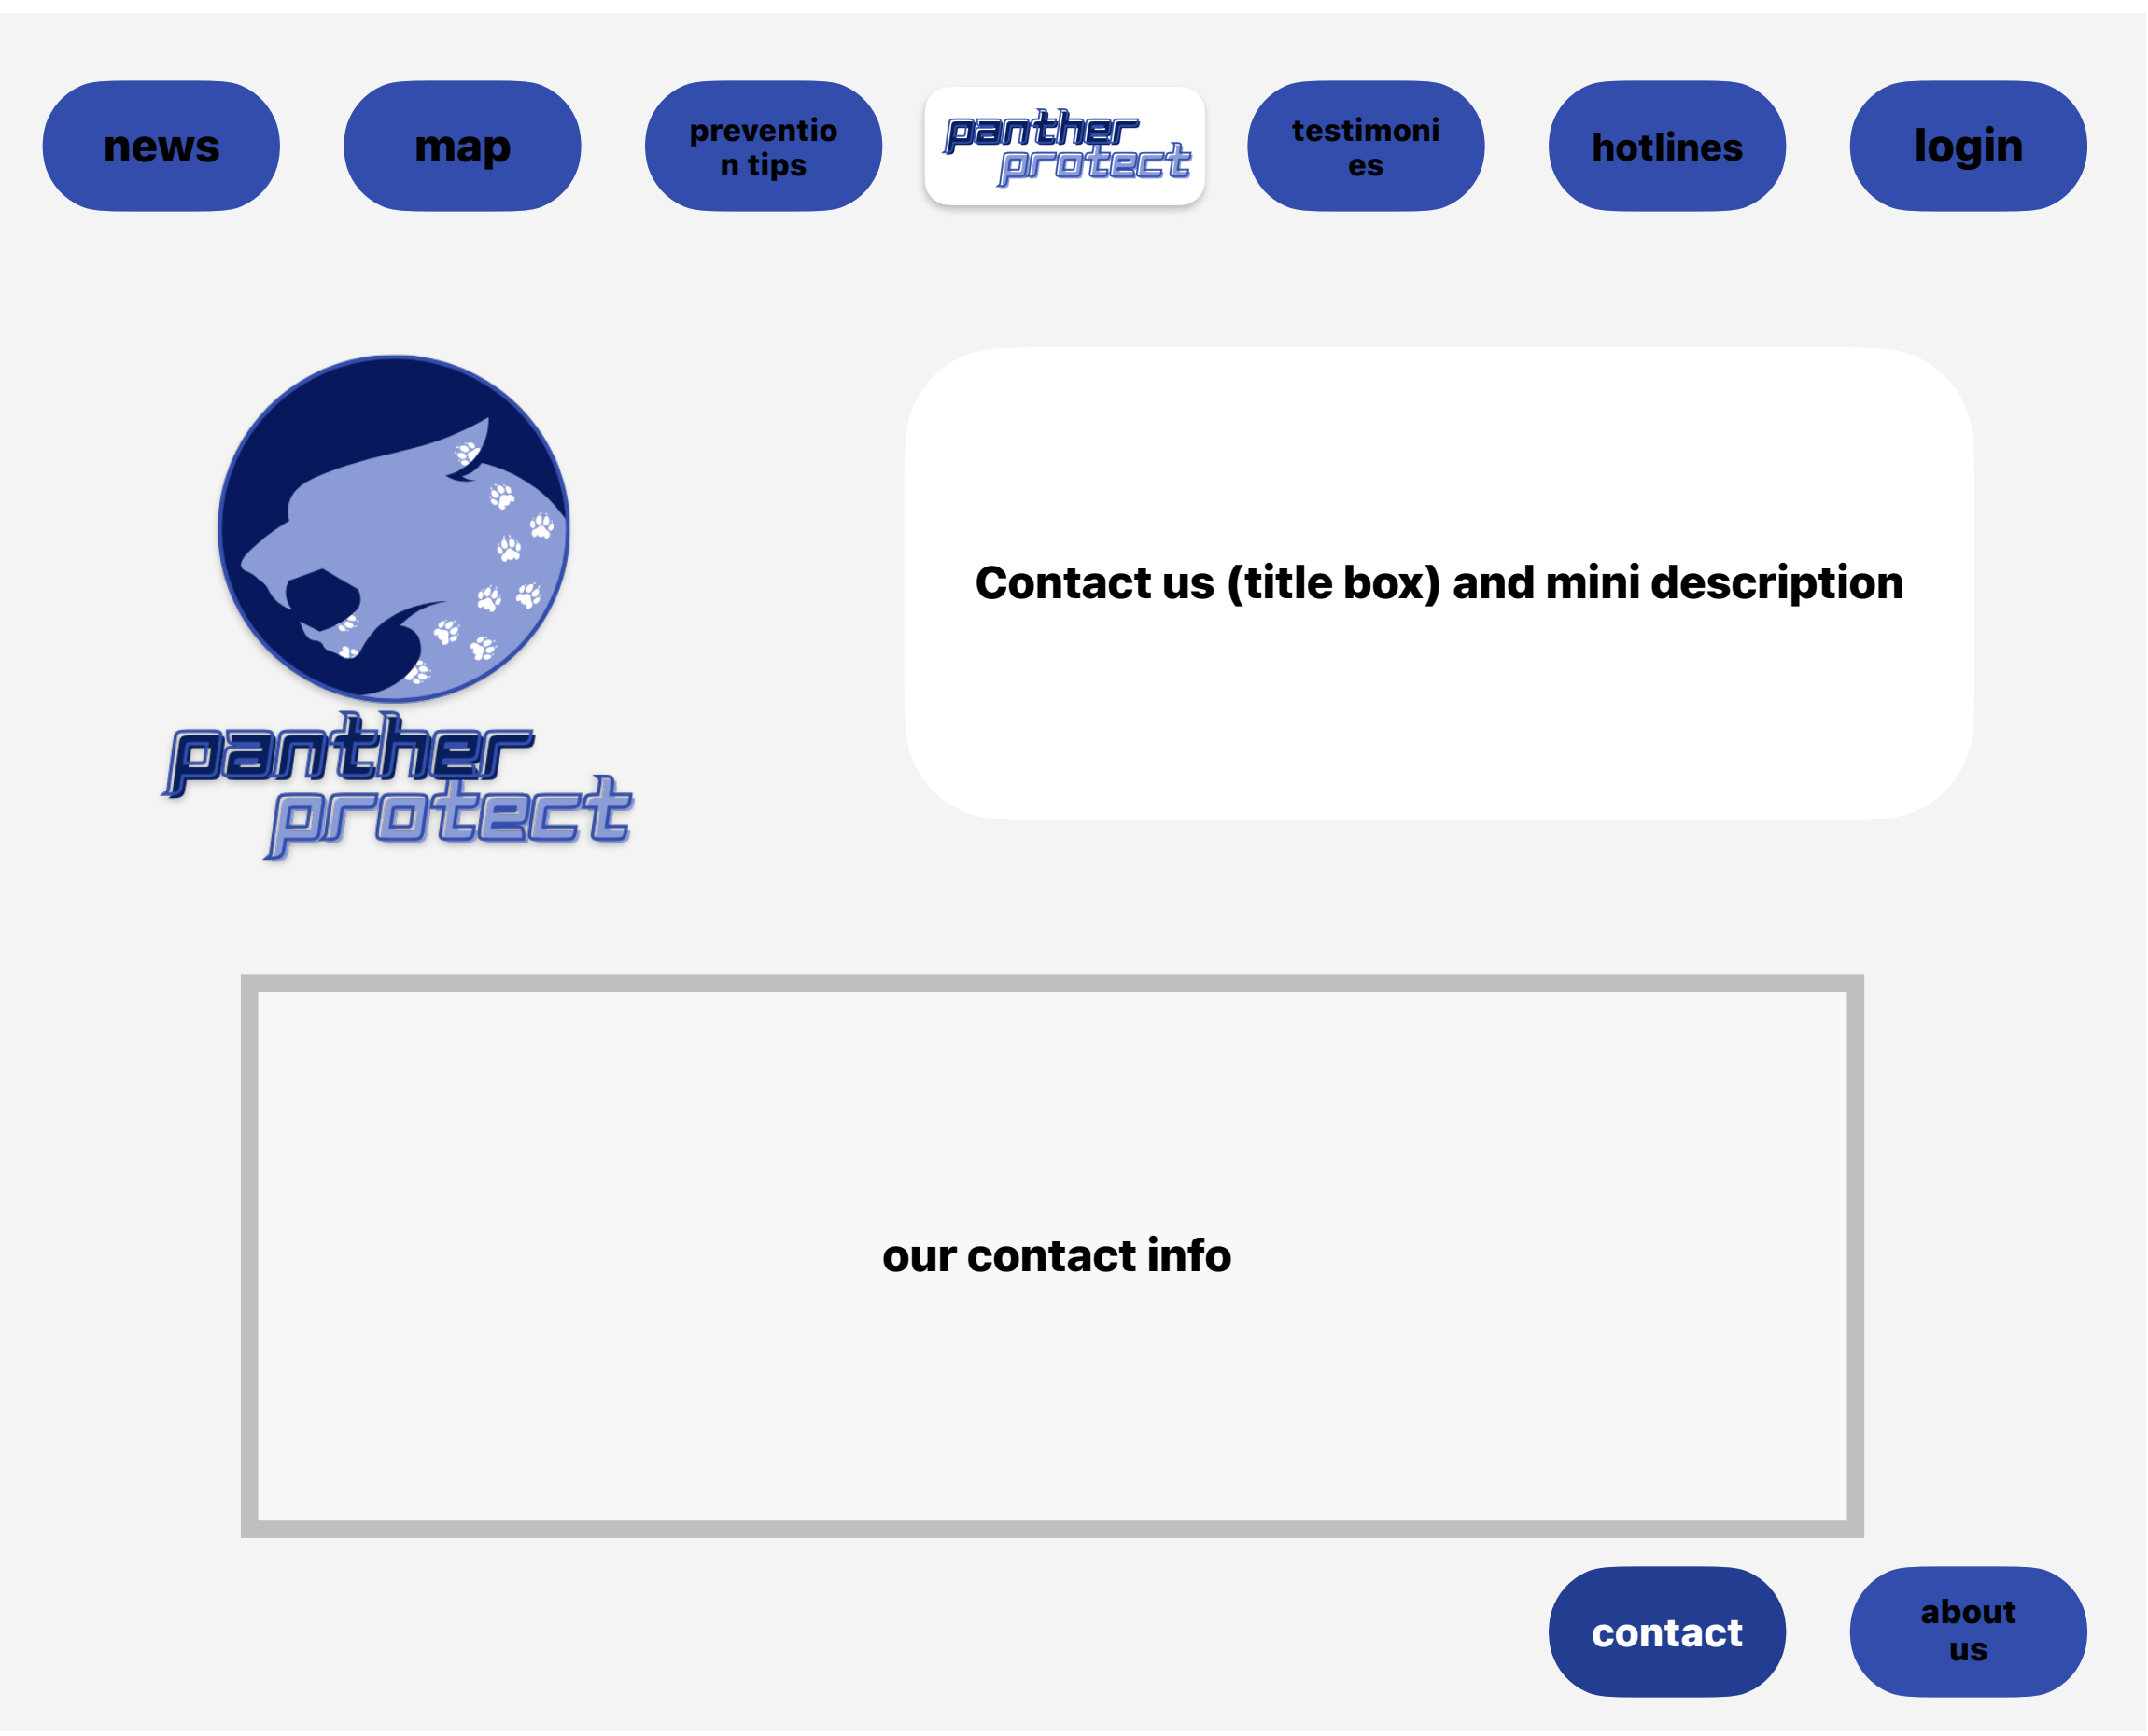 news
map
preventio
n tips
panther
protect
testimoni
es
hotlines
login
panther
protect
Contact us (title box) and mini description
our contact info
contact
about
us